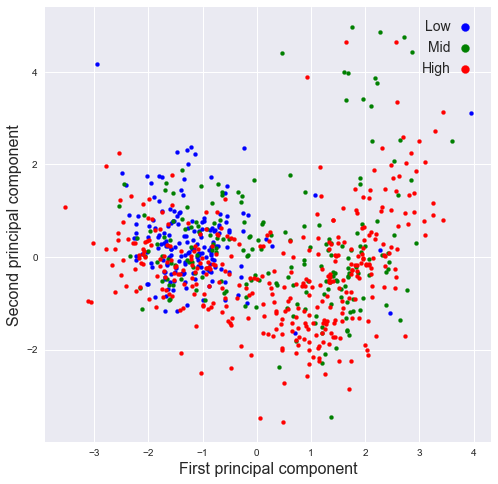 Low
Mid
High
4
2
0
−2
Second principal component
−3
−2
−1
0
1
2
3
4
First principal component